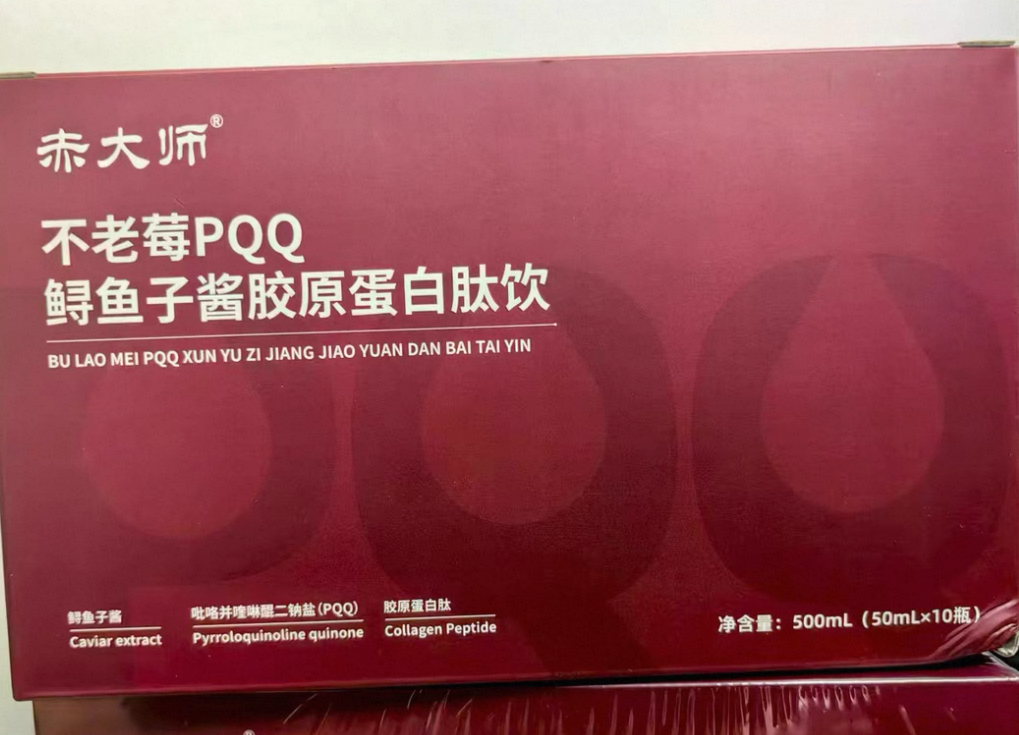 赤大师®
不老莓PQQ
鲟鱼子酱胶原蛋白肽饮
BU LAO MEI PQQ XUN YU ZI JIANG JIAO YUAN DAN BAI TAI YIN
鲟鱼子酱
Caviar extract
吡咯并喹啉醌二钠盐(PQQ)
Pyrroloquinoline quinone
胶原蛋白肽
Collagen Peptide
净含量：500mL（50mL×10瓶）